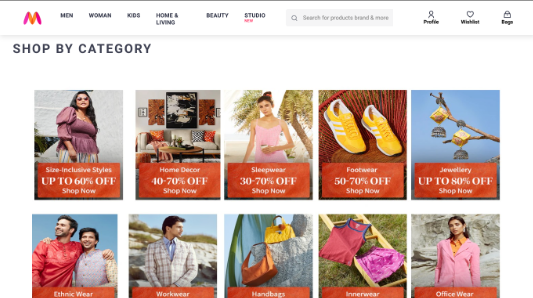 MEN WOMAN KIDS HOME & LIVING BEAUTY STUDIO NEW Search for products brand & more Profile Wishlist Bags
SHOP BY CATEGORY
Size-Inclusive Styles
UP TO 60% OFF
Shop Now
Home Decor
40-70% OFF
Shop Now
Sleepwear
30-70% OFF
Shop Now
Footwear
50-70% OFF
Shop Now
Jewellery
UP TO 80% OFF
Shop Now
Ethnic Wear
Workwear
Handbags
Innerwear
Office Wear